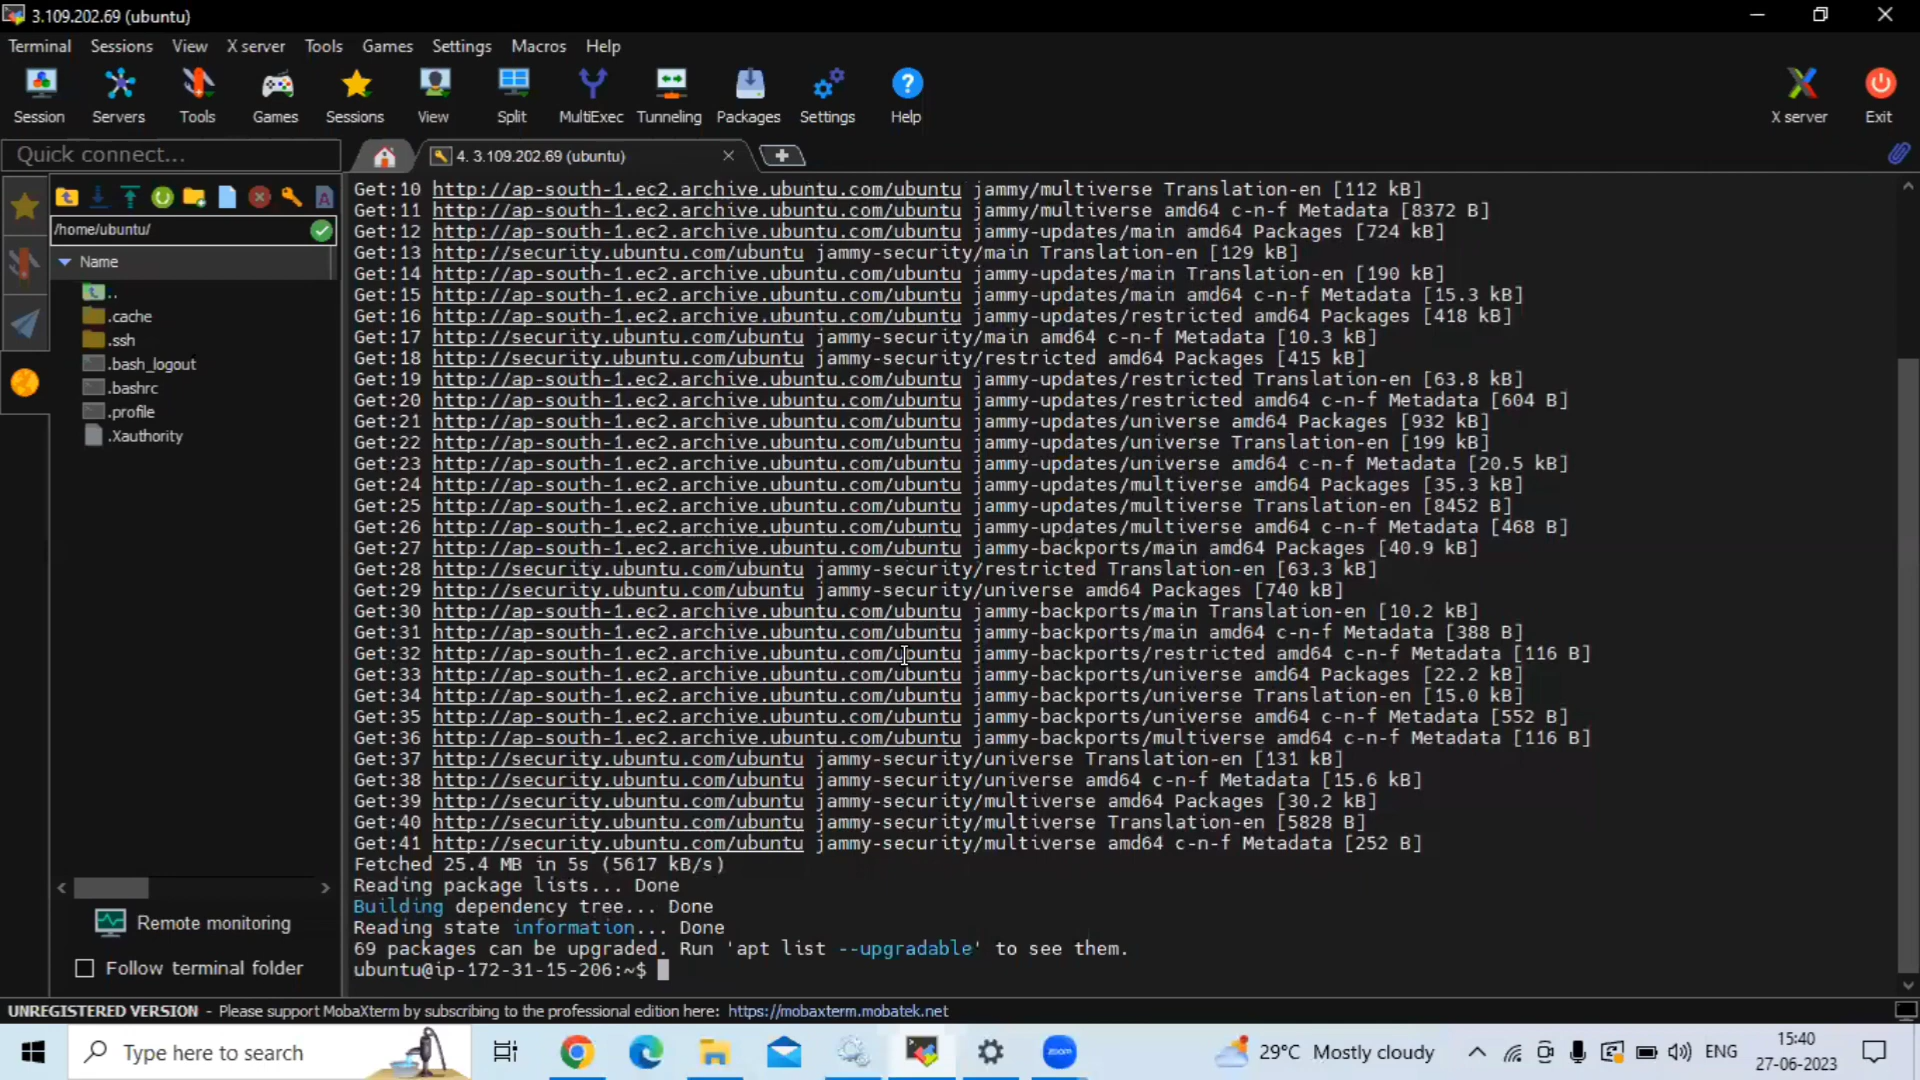 3.109.202.69 (ubuntu)
Terminal Sessions View X server Tools Games Settings Macros Help
Session Servers Tools Games Sessions View Split MultiExec Tunneling Packages Settings Help X server Exit
Quick connect...
4. 3.109.202.69 (ubuntu)
/home/ubuntu/
Name
..
.cache
.ssh
.bash_logout
.bashrc
.profile
.Xauthority
Remote monitoring
Follow terminal folder
Get:10 http://ap-south-1.ec2.archive.ubuntu.com/ubuntu jammy/multiverse Translation-en [112 kB]
Get:11 http://ap-south-1.ec2.archive.ubuntu.com/ubuntu jammy/multiverse amd64 c-n-f Metadata [8372 B]
Get:12 http://ap-south-1.ec2.archive.ubuntu.com/ubuntu jammy-updates/main amd64 Packages [724 kB]
Get:13 http://security.ubuntu.com/ubuntu jammy-security/main Translation-en [129 kB]
Get:14 http://ap-south-1.ec2.archive.ubuntu.com/ubuntu jammy-updates/main Translation-en [190 kB]
Get:15 http://ap-south-1.ec2.archive.ubuntu.com/ubuntu jammy-updates/main amd64 c-n-f Metadata [15.3 kB]
Get:16 http://ap-south-1.ec2.archive.ubuntu.com/ubuntu jammy-updates/restricted amd64 Packages [418 kB]
Get:17 http://security.ubuntu.com/ubuntu jammy-security/main amd64 c-n-f Metadata [10.3 kB]
Get:18 http://security.ubuntu.com/ubuntu jammy-security/restricted amd64 Packages [415 kB]
Get:19 http://ap-south-1.ec2.archive.ubuntu.com/ubuntu jammy-updates/restricted Translation-en [63.8 kB]
Get:20 http://ap-south-1.ec2.archive.ubuntu.com/ubuntu jammy-updates/restricted amd64 c-n-f Metadata [604 B]
Get:21 http://ap-south-1.ec2.archive.ubuntu.com/ubuntu jammy-updates/universe amd64 Packages [932 kB]
Get:22 http://ap-south-1.ec2.archive.ubuntu.com/ubuntu jammy-updates/universe Translation-en [199 kB]
Get:23 http://ap-south-1.ec2.archive.ubuntu.com/ubuntu jammy-updates/universe amd64 c-n-f Metadata [20.5 kB]
Get:24 http://ap-south-1.ec2.archive.ubuntu.com/ubuntu jammy-updates/multiverse amd64 Packages [35.3 kB]
Get:25 http://ap-south-1.ec2.archive.ubuntu.com/ubuntu jammy-updates/multiverse Translation-en [8452 B]
Get:26 http://ap-south-1.ec2.archive.ubuntu.com/ubuntu jammy-updates/multiverse amd64 c-n-f Metadata [468 B]
Get:27 http://ap-south-1.ec2.archive.ubuntu.com/ubuntu jammy-backports/main amd64 Packages [40.9 kB]
Get:28 http://security.ubuntu.com/ubuntu jammy-security/restricted Translation-en [63.3 kB]
Get:29 http://security.ubuntu.com/ubuntu jammy-security/universe amd64 Packages [740 kB]
Get:30 http://ap-south-1.ec2.archive.ubuntu.com/ubuntu jammy-backports/main Translation-en [10.2 kB]
Get:31 http://ap-south-1.ec2.archive.ubuntu.com/ubuntu jammy-backports/main amd64 c-n-f Metadata [388 B]
Get:32 http://ap-south-1.ec2.archive.ubuntu.com/ubuntu jammy-backports/restricted amd64 c-n-f Metadata [116 B]
Get:33 http://ap-south-1.ec2.archive.ubuntu.com/ubuntu jammy-backports/universe amd64 Packages [22.2 kB]
Get:34 http://ap-south-1.ec2.archive.ubuntu.com/ubuntu jammy-backports/universe Translation-en [15.0 kB]
Get:35 http://ap-south-1.ec2.archive.ubuntu.com/ubuntu jammy-backports/universe amd64 c-n-f Metadata [552 B]
Get:36 http://ap-south-1.ec2.archive.ubuntu.com/ubuntu jammy-backports/multiverse amd64 c-n-f Metadata [116 B]
Get:37 http://security.ubuntu.com/ubuntu jammy-security/universe Translation-en [131 kB]
Get:38 http://security.ubuntu.com/ubuntu jammy-security/universe amd64 c-n-f Metadata [15.6 kB]
Get:39 http://security.ubuntu.com/ubuntu jammy-security/multiverse amd64 Packages [30.2 kB]
Get:40 http://security.ubuntu.com/ubuntu jammy-security/multiverse Translation-en [5828 B]
Get:41 http://security.ubuntu.com/ubuntu jammy-security/multiverse amd64 c-n-f Metadata [252 B]
Fetched 25.4 MB in 5s (5617 kB/s)
Reading package lists... Done
Building dependency tree... Done
Reading state information... Done
69 packages can be upgraded. Run 'apt list --upgradable' to see them.
ubuntu@ip-172-31-15-206:~$
UNREGISTERED VERSION - Please support MobaXterm by subscribing to the professional edition here: https://mobaxterm.mobatek.net
Type here to search
zoom
29°C Mostly cloudy
ENG
15:40
27-06-2023